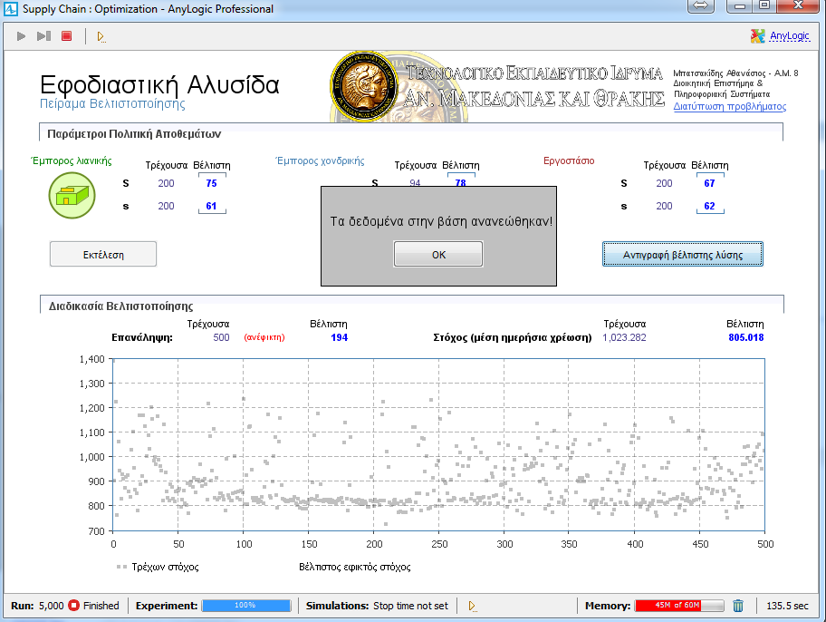 Supply Chain : Optimization - AnyLogic Professional
AnyLogic
Εφοδιαστική Αλυσίδα
Πείραμα Βελτιστοποίησης
ΤΕΧΝΟΛΟΓΙΚΟ ΕΚΠΑΙΔΕΥΤΙΚΟ ΙΔΡΥΜΑ
ΑΝ. ΜΑΚΕΔΟΝΙΑΣ ΚΑΙ ΘΡΑΚΗΣ
Μπατσακίδης Αθανάσιος - Α.Μ. 8
Διοικητική Επιστήμη &
Πληροφοριακή Συστήματα
Διατύπωση προβλήματος
Παράμετροι Πολιτική Αποθεμάτων
Έμπορος λιανικής Τρέχουσα Βέλτιστη Έμπορος χονδρικής Τρέχουσα Βέλτιστη Εργοστάσιο Τρέχουσα Βέλτιστη
S 200 75 S 94 78 S 200 67
s 200 61 s 200 62
Τα δεδομένα στην βάση ανανεώθηκαν!
OK
Εκτέλεση Αντιγραφή βέλτιστης λύσης
Διαδικασία Βελτιστοποίησης
Τρέχουσα Βέλτιστη Τρέχουσα Βέλτιστη
Επανάληψη: 500 (ανέφικτη) 194 Στόχος (μέση ημερήσια χρέωση) 1,023.282 805.018
1,400
1,300
1,200
1,100
1,000
900
800
700
0 50 100 150 200 250 300 350 400 450 500
Τρέχων στόχος Βέλτιστος εφικτός στόχος
Run: 5,000 Finished Experiment: 100% Simulations: Stop time not set Memory: 45M of 60M 135.5 sec